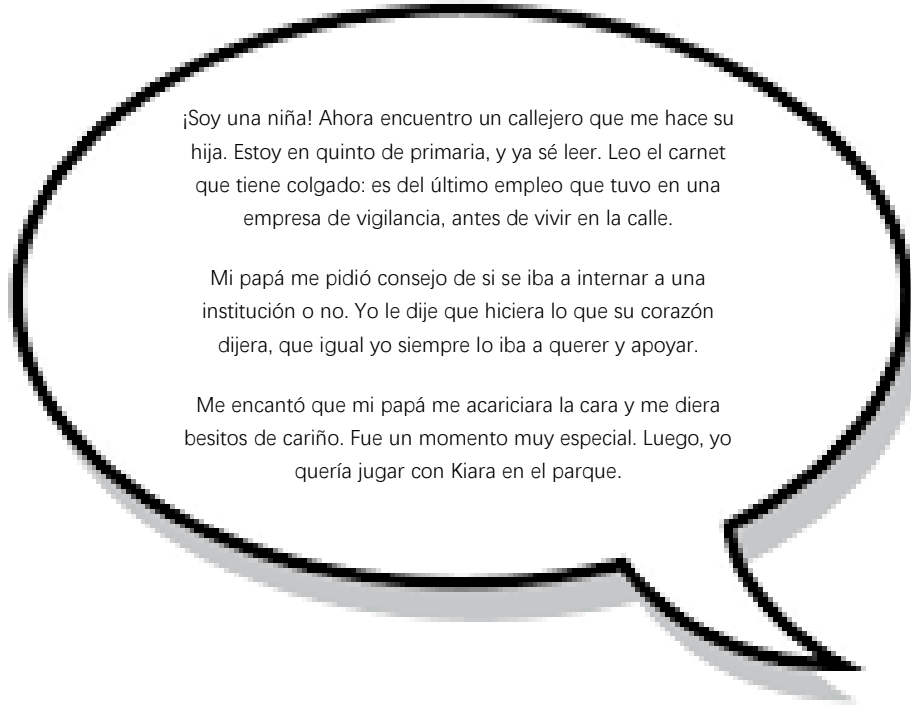 ¡Soy una niña! Ahora encuentro un callejero que me hace su
hija. Estoy en quinto de primaria, y ya sé leer. Leo el carnet
que tiene colgado: es del último empleo que tuvo en una
empresa de vigilancia, antes de vivir en la calle.
Mi papá me pidió consejo de si se iba a internar a una
institución o no. Yo le dije que hiciera lo que su corazón
dijera, que igual yo siempre lo iba a querer y apoyar.
Me encantó que mi papá me acariciara la cara y me diera
besitos de cariño. Fue un momento muy especial. Luego, yo
quería jugar con Kiara en el parque.